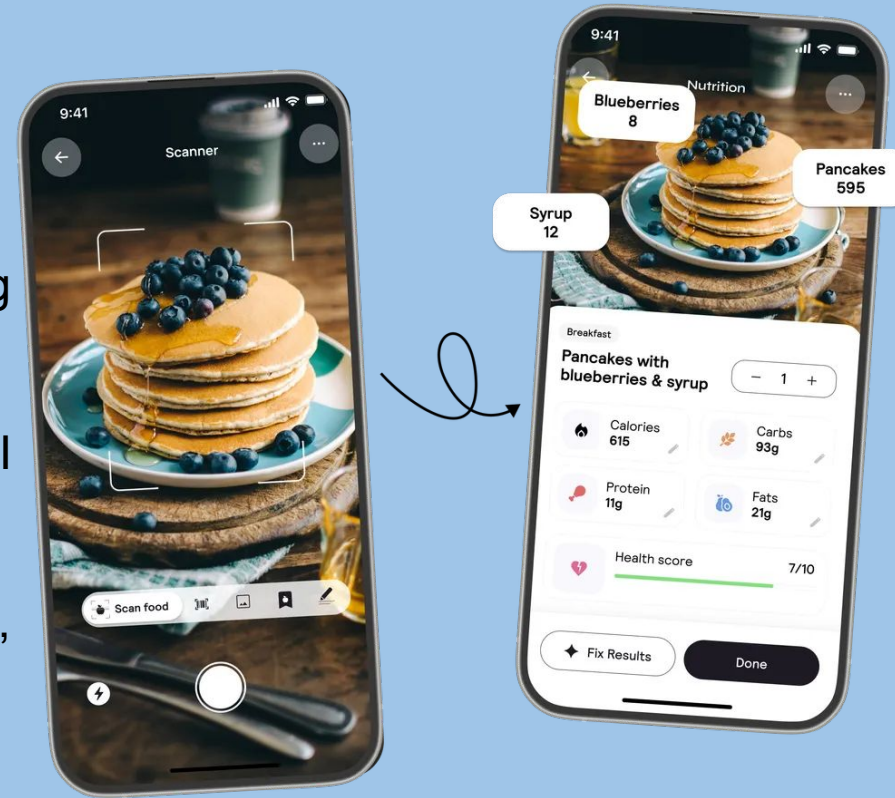 g
l
,
9:41
Scanner
Scan food
9:41
Nutrition
Blueberries
8
Pancakes
595
Syrup
12
Breakfast
Pancakes with
blueberries & syrup
− 1 +
Calories
615
Carbs
93g
Protein
11g
Fats
21g
Health score
7/10
Fix Results
Done